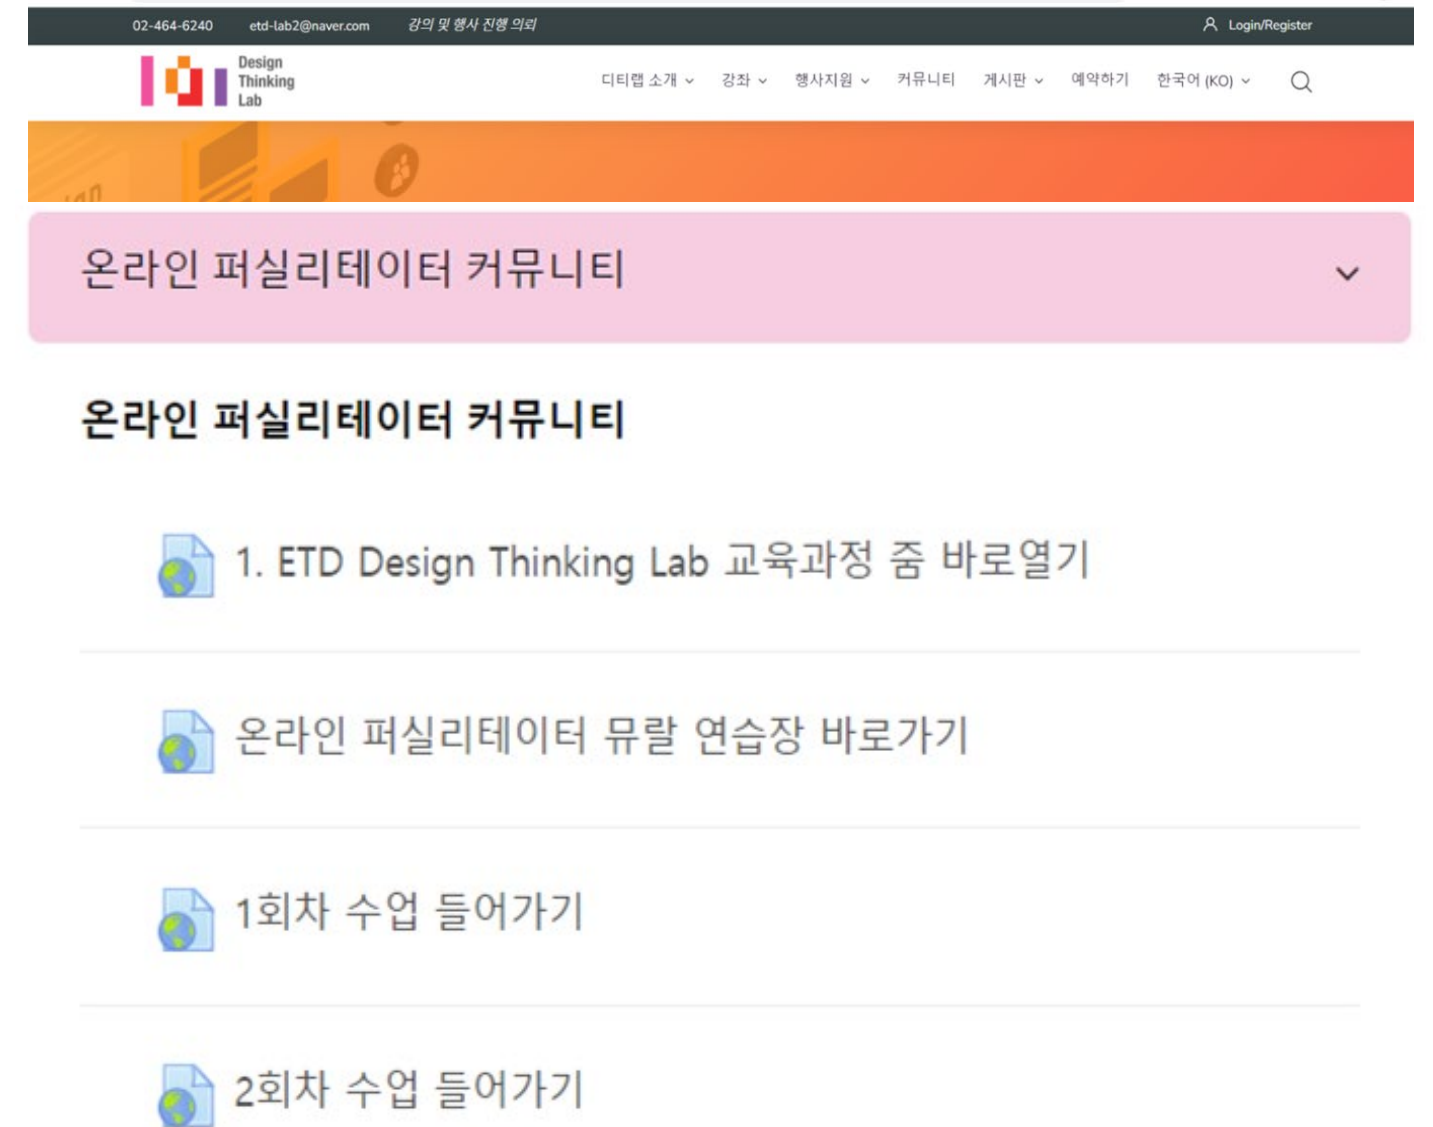 02-464-6240 etd-lab2@naver.com 강의 및 행사 진행 의뢰 Login/Register
Design
Thinking
Lab
디티랩 소개 강좌 행사지원 커뮤니티 게시판 예약하기 한국어 (KO)
온라인 퍼실리테이터 커뮤니티
온라인 퍼실리테이터 커뮤니티
1. ETD Design Thinking Lab 교육과정 줌 바로열기
온라인 퍼실리테이터 뮤랄 연습장 바로가기
1회차 수업 들어가기
2회차 수업 들어가기